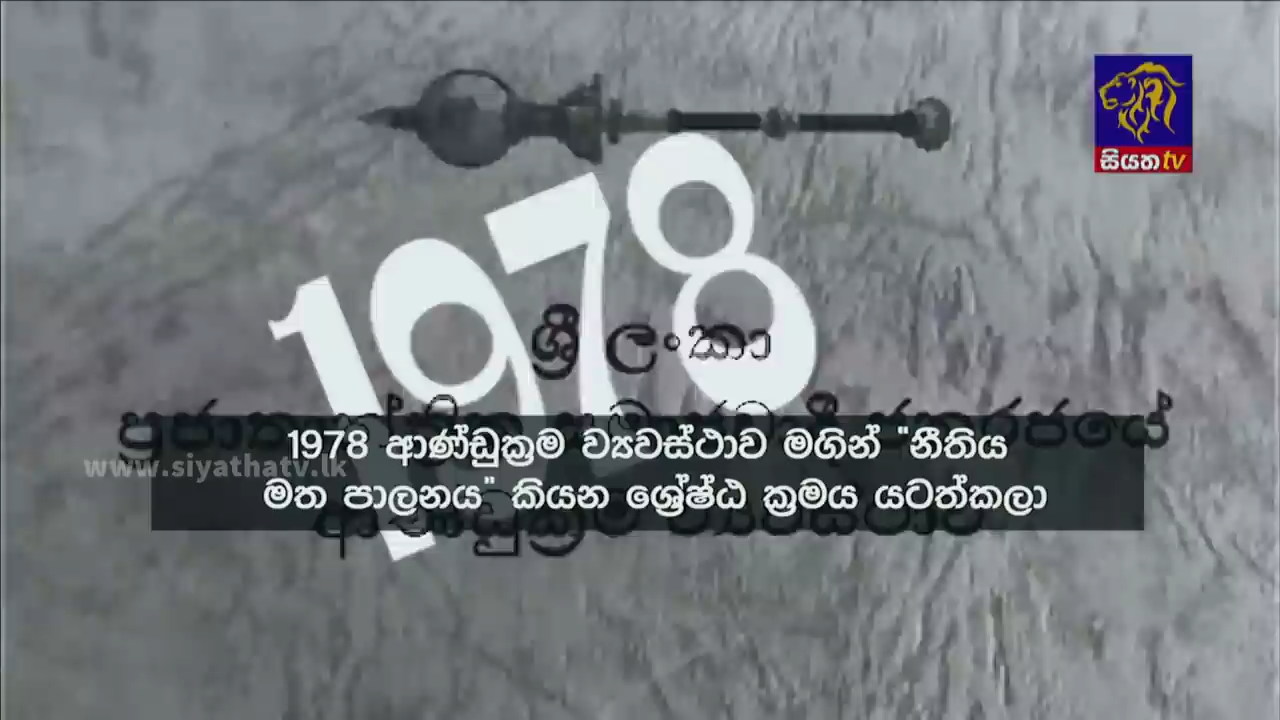 සියත tv
1978
ශ්‍රී ලංකා
1978 ආණ්ඩුක්‍රම ව්‍යවස්ථාව මගින් "නීතිය
www.siyathatv.lk
මත පාලනය" කියන ශ්‍රේෂ්ඨ ක්‍රමය යටත්කලා